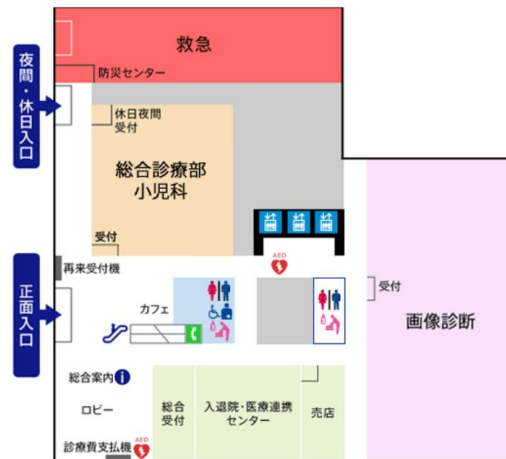 救急
夜間・休日入口
防災センター
休日夜間
受付
総合診療部
小児科
受付
AED
再来受付機
正面入口
カフェ
受付
画像診断
総合案内
ロビー
総合
受付
入退院・医療連携
センター
売店
診療費支払機
AED